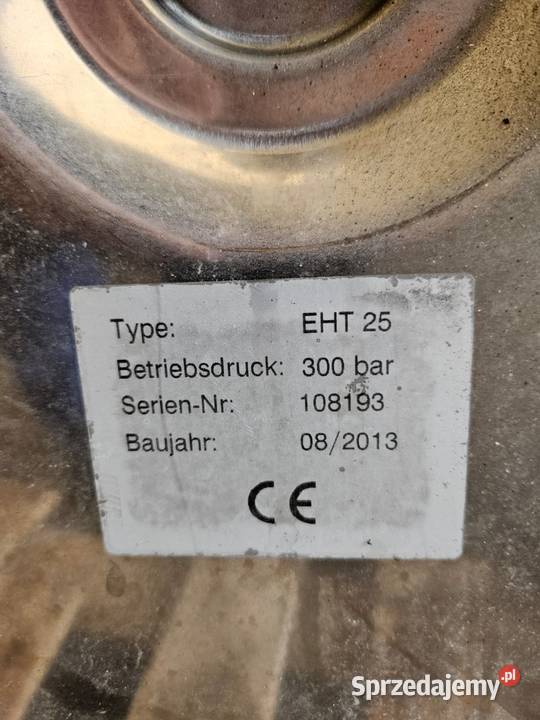 Type: EHT 25
Betriebsdruck: 300 bar
Serien-Nr: 108193
Baujahr: 08/2013
CE
Sprzedajemy.pl